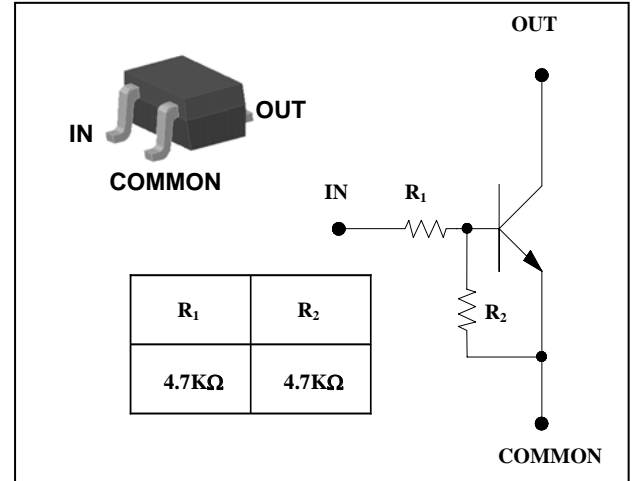 OUT
OUT
IN
COMMON
IN R₁
R₂
R₁ R₂
4.7KΩ 4.7KΩ
COMMON